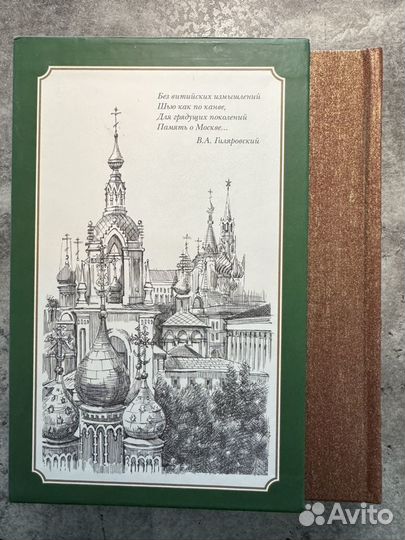 Без витийских измышлений
Шью как по канве,
Для грядущих поколений
Память о Москве...
В.А. Гиляровский
Avito